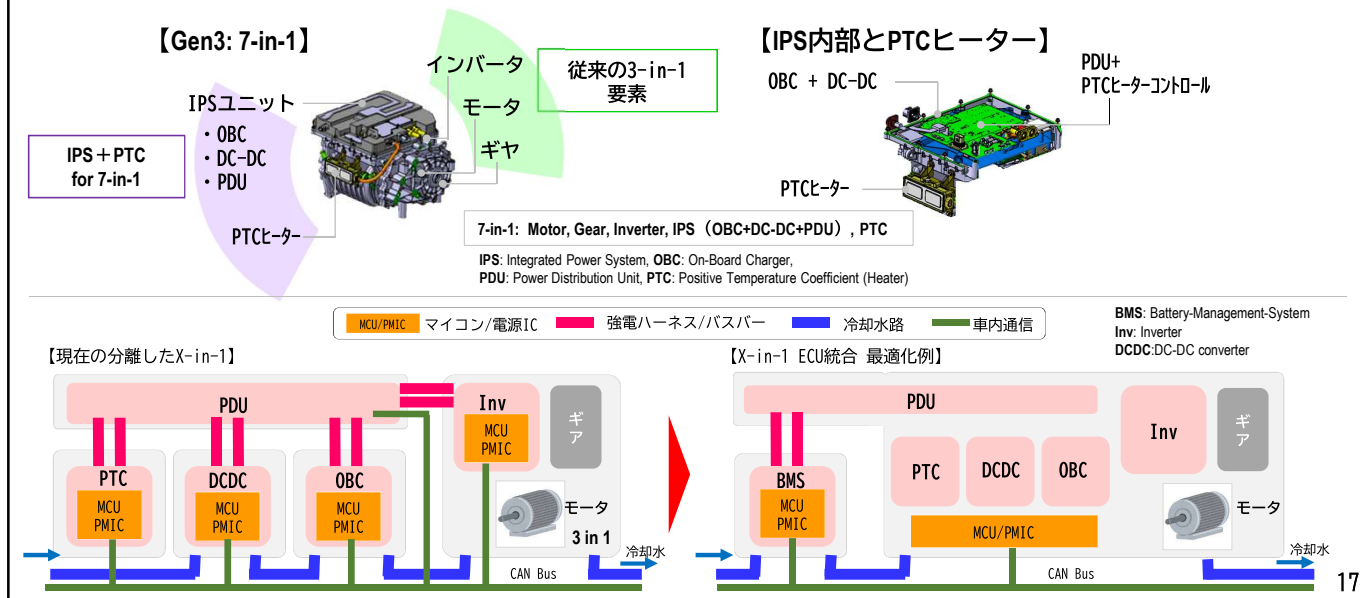 【Gen3: 7-in-1】
インバータ
従来の3-in-1
要素
モータ
ギヤ
IPSユニット
・OBC
・DC-DC
・PDU
IPS＋PTC
for 7-in-1
PTCヒーター
【IPS内部とPTCヒーター】
OBC + DC-DC
PDU+
PTCヒーターコントロール
PTCヒーター
7-in-1: Motor, Gear, Inverter, IPS（OBC+DC-DC+PDU）, PTC
IPS: Integrated Power System, OBC: On-Board Charger,
PDU: Power Distribution Unit, PTC: Positive Temperature Coefficient (Heater)
MCU/PMIC マイコン/電源IC 強電ハーネス/バスバー 冷却水路 車内通信
BMS: Battery-Management-System
Inv: Inverter
DCDC:DC-DC converter
【現在の分離したX-in-1】
PDU
Inv
MCU
PMIC
ギア
PTC
MCU
PMIC
DCDC
MCU
PMIC
OBC
MCU
PMIC
モータ
3 in 1
冷却水
CAN Bus
【X-in-1 ECU統合 最適化例】
PDU
Inv
ギア
BMS
MCU
PMIC
PTC
DCDC
OBC
MCU/PMIC
モータ
冷却水
CAN Bus
17